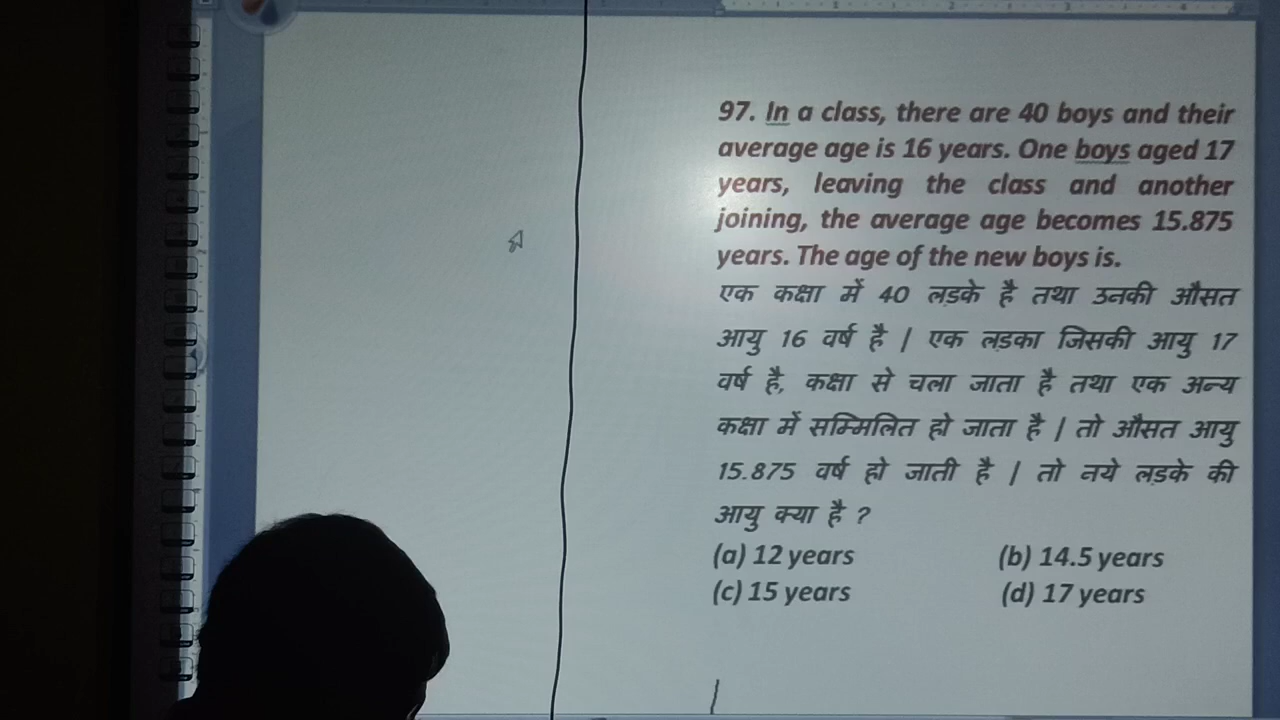 97. In a class, there are 40 boys and their
average age is 16 years. One boys aged 17
years, leaving the class and another
joining, the average age becomes 15.875
years. The age of the new boys is.
एक कक्षा में 40 लड़के है तथा उनकी औसत
आयु 16 वर्ष है | एक लड़का जिसकी आयु 17
वर्ष है, कक्षा से चला जाता है तथा एक अन्य
कक्षा में सम्मिलित हो जाता है | तो औसत आयु
15.875 वर्ष हो जाती है | तो नये लड़के की
आयु क्या है ?
(a) 12 years (b) 14.5 years
(c) 15 years (d) 17 years